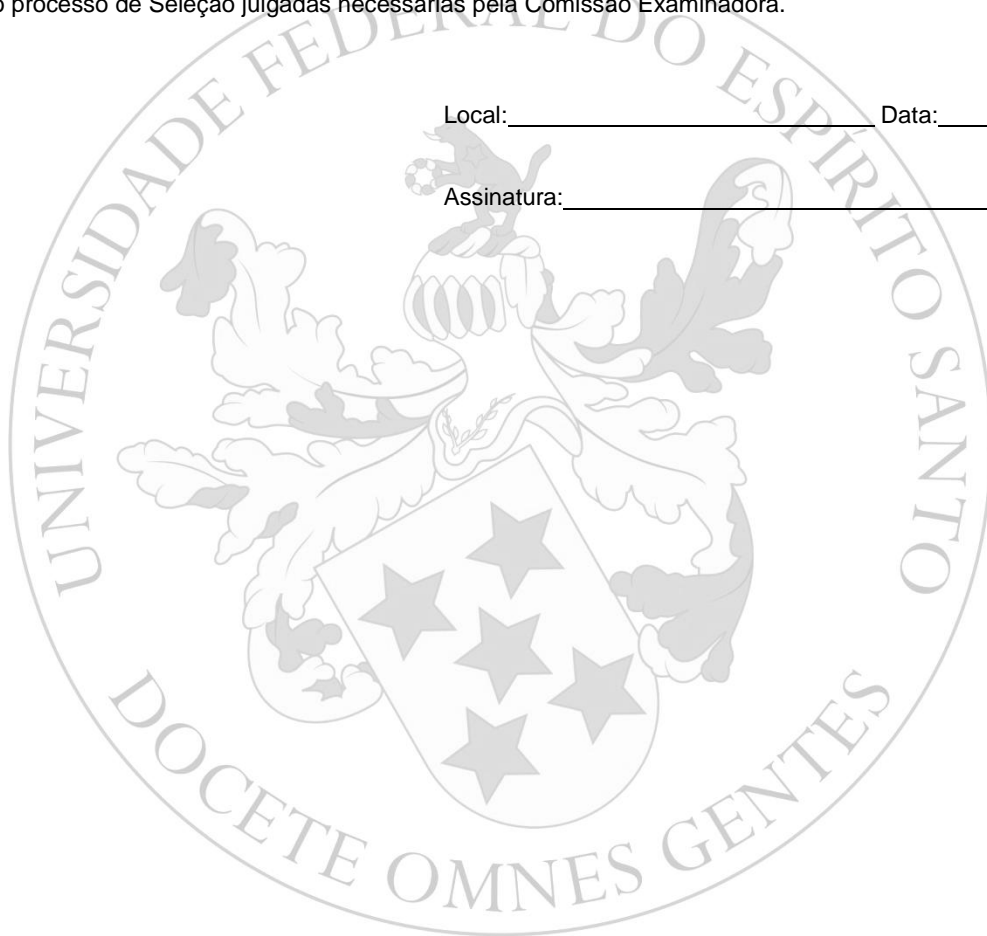 o processo de Seleção julgadas necessárias pela Comissão Examinadora.
Local: Data:
Assinatura:
UNIVERSIDADE FEDERAL DO ESPÍRITO SANTO
DOCETE OMNES GENTES